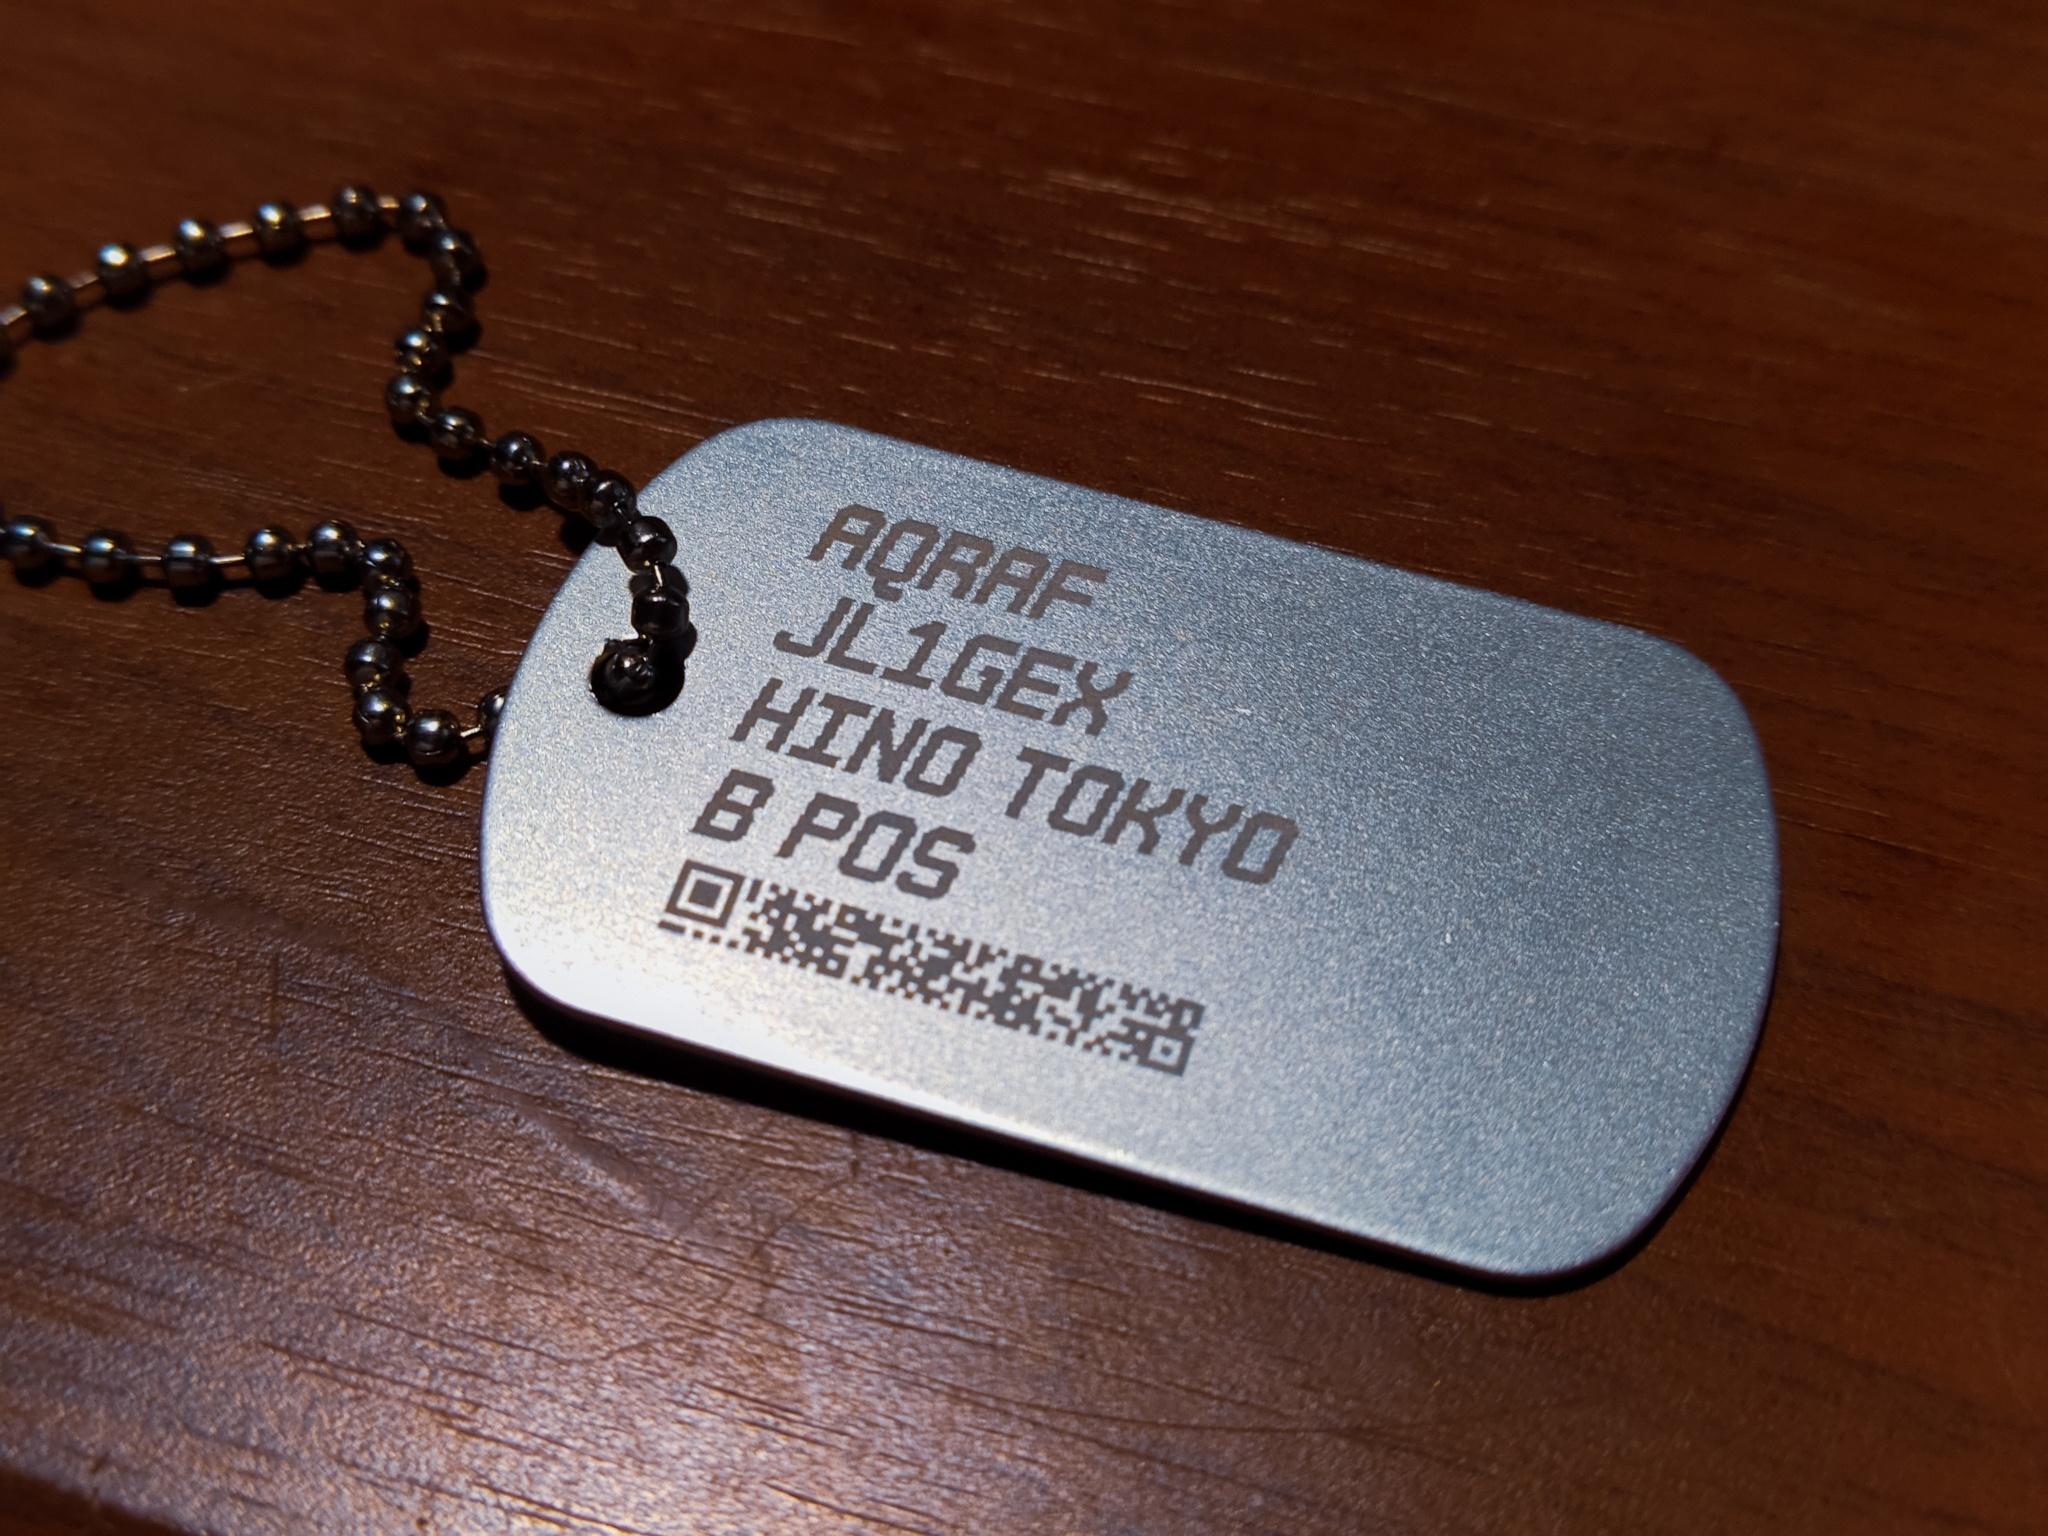 AQRAF
JL1GEX
HINO TOKYO
B POS